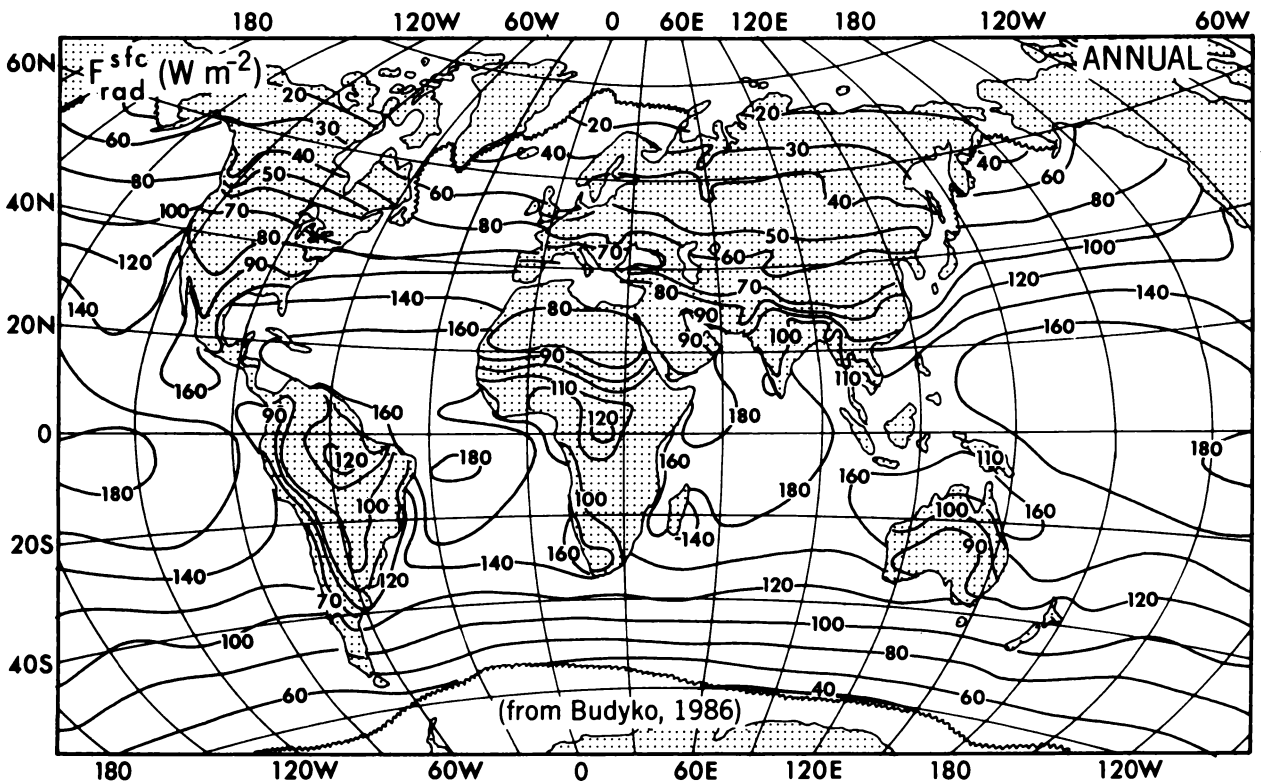 180 120W 60W 0 60E 120E 180 120W 60W
60N F sfc rad (W m-2) ANNUAL
20 20 20
60 30 40 30 40
80 40 50 60 40 60 80
40N 100 70 80 50 100
120 80 70 60
90 80 70 120
140 140 80 90 140
20N 160 90 100 160
160 90 110 110
90 160 120 180
0
120 180 160 110 180
180 180 160
100 100 100 160
140 90
20S 160
140 140 120
120 120
70 100 100
80
40S 60 40 60
(from Budyko, 1986)
180 120W 60W 0 60E 120E 180 120W